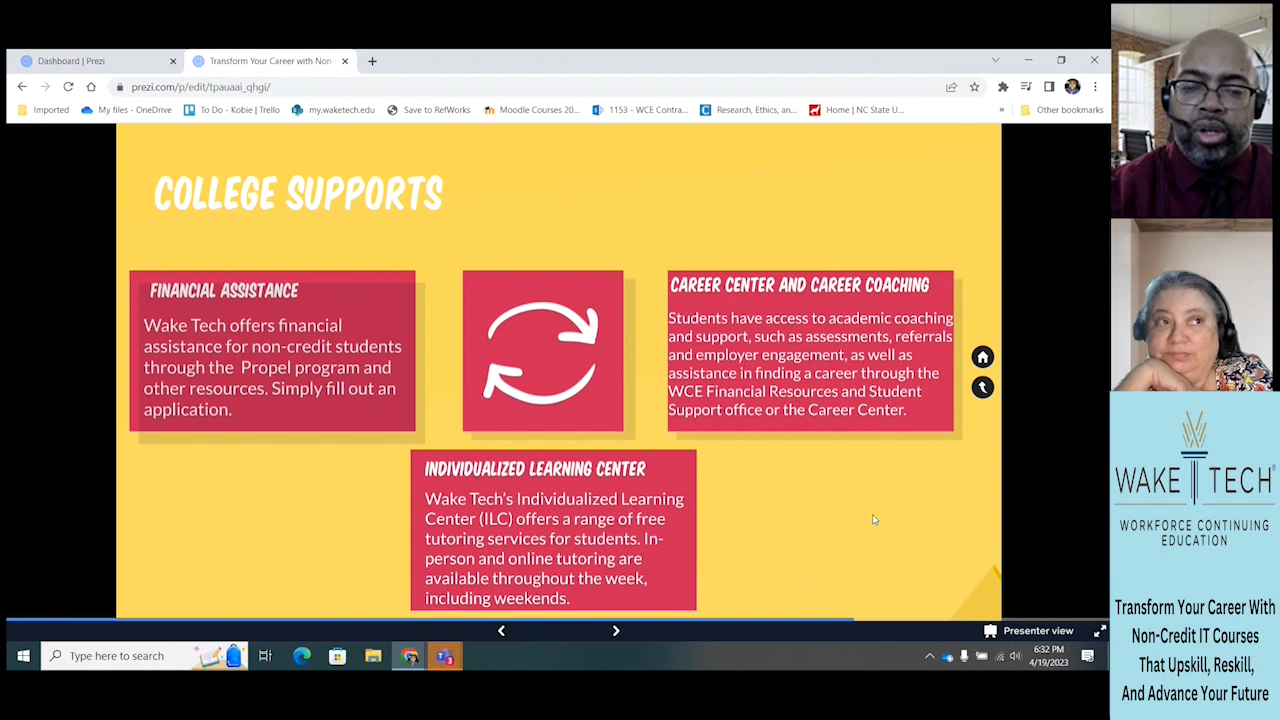 Dashboard | Prezi
Transform Your Career with Non-
prezi.com/p/edit/tpauaai_qhgi/
Imported
My files - OneDrive
To Do - Kobie | Trello
my.waketech.edu
Save to RefWorks
Moodle Courses 20...
1153 - WCE Contra...
Research, Ethics, an...
Home | NC State U...
»
Other bookmarks
COLLEGE SUPPORTS
FINANCIAL ASSISTANCE
Wake Tech offers financial
assistance for non-credit students
through the Propel program and
other resources. Simply fill out an
application.
CAREER CENTER AND CAREER COACHING
Students have access to academic coaching
and support, such as assessments, referrals
and employer engagement, as well as
assistance in finding a career through the
WCE Financial Resources and Student
Support office or the Career Center.
INDIVIDUALIZED LEARNING CENTER
Wake Tech's Individualized Learning
Center (ILC) offers a range of free
tutoring services for students. In-
person and online tutoring are
available throughout the week,
including weekends.
Presenter view
Type here to search
3
6:32 PM
4/19/2023
WAKE TECH®
WORKFORCE CONTINUING
EDUCATION
Transform Your Career With
Non-Credit IT Courses
That Upskill, Reskill,
And Advance Your Future